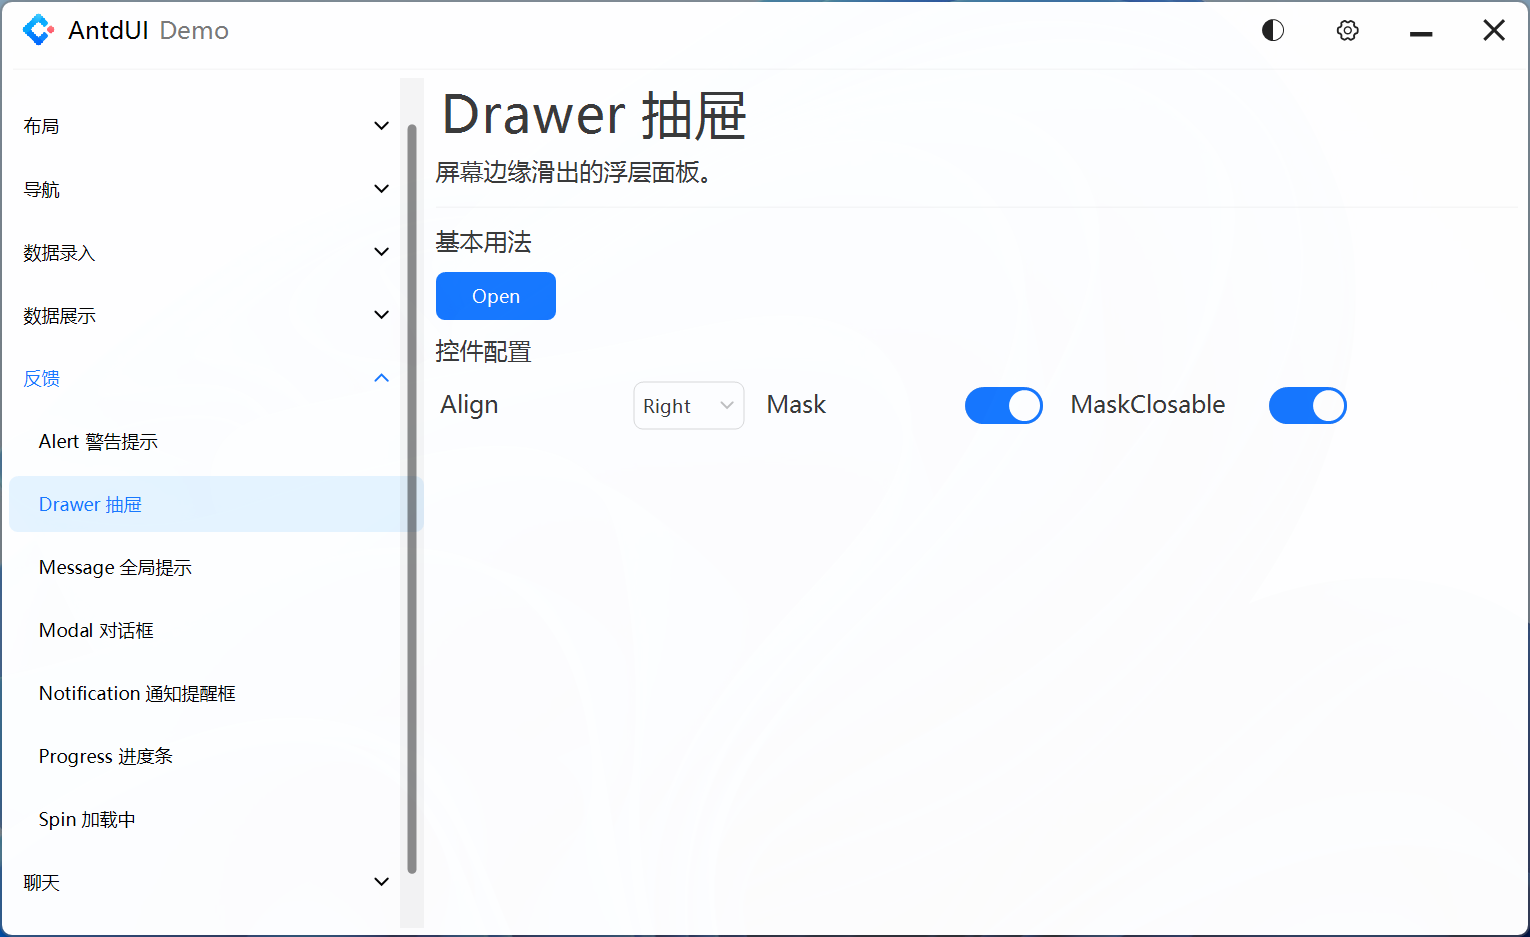 AntdUI Demo
布局
导航
数据录入
数据展示
反馈
Alert 警告提示
Drawer 抽屉
Message 全局提示
Modal 对话框
Notification 通知提醒框
Progress 进度条
Spin 加载中
聊天
Drawer 抽屉
屏幕边缘滑出的浮层面板。
基本用法
Open
控件配置
Align Right Mask MaskClosable